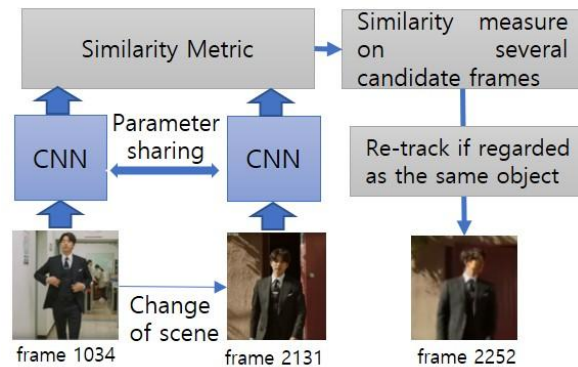 Similarity Metric
Similarity measure
on several
candidate frames
CNN
Parameter
sharing
CNN
Re-track if regarded
as the same object
Change
of scene
frame 1034
frame 2131
frame 2252